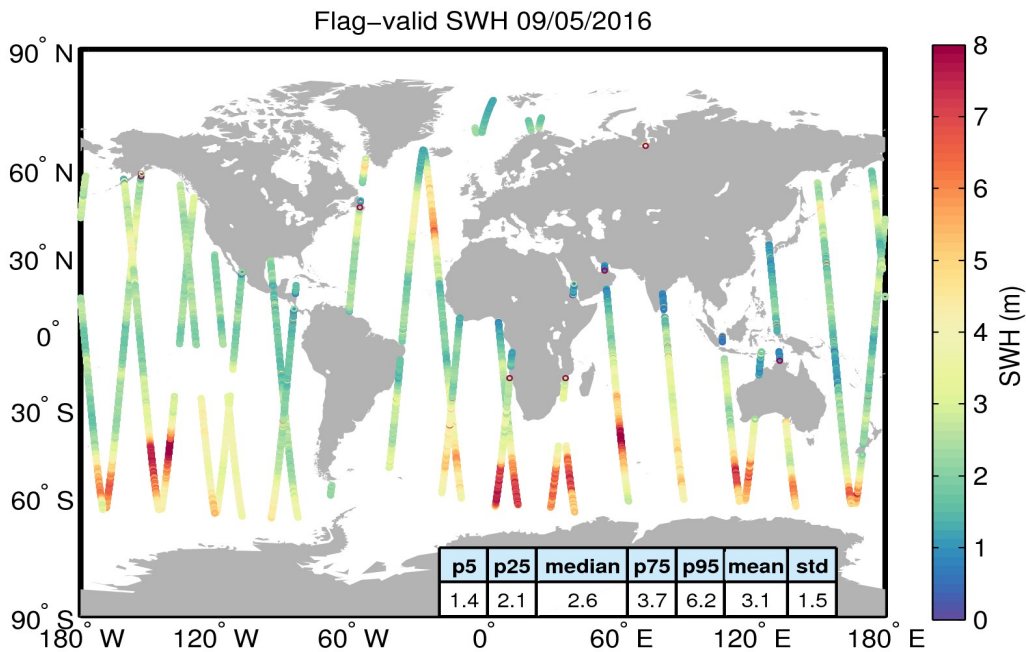 Flag−valid SWH 09/05/2016
90° N
60° N
30° N
0°
30° S
60° S
90° S
180° W
120° W
60° W
0°
60° E
120° E
180° E
p5 p25 median p75 p95 mean std
1.4 2.1 2.6 3.7 6.2 3.1 1.5
8
7
6
5
4
3
2
1
0
SWH (m)